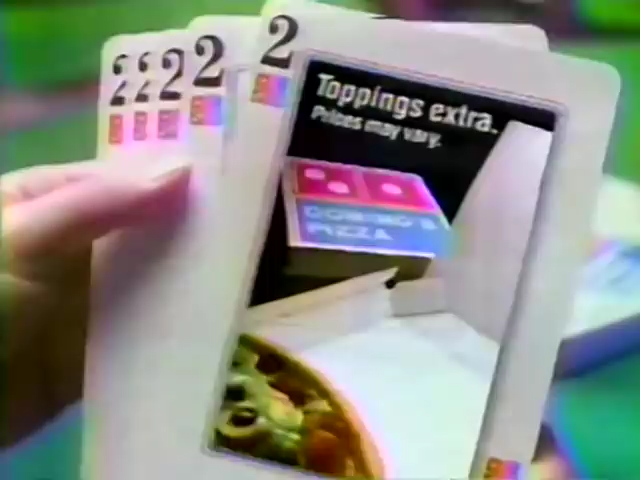 2 2 2 2 2
Toppings extra.
Prices may vary.
DOMINO'S
PIZZA